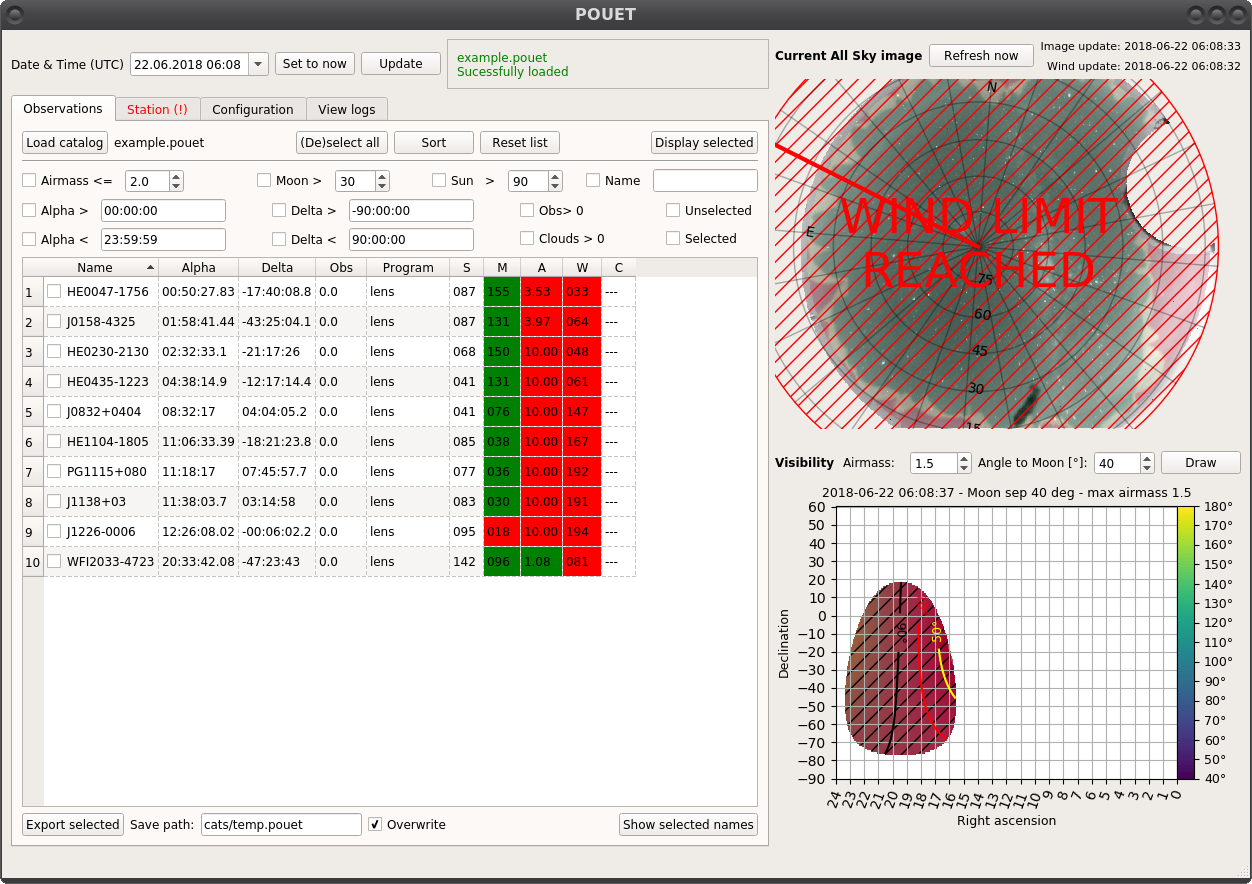 POUET
Date & Time (UTC) 22.06.2018 06:08 Set to now Update
example.pouet
Sucessfully loaded
Observations Station (!) Configuration View logs
Load catalog example.pouet (De)select all Sort Reset list Display selected
Airmass <= 2.0 Moon > 30 Sun > 90 Name
Alpha > 00:00:00 Delta > -90:00:00 Obs> 0 Unselected
Alpha < 23:59:59 Delta < 90:00:00 Clouds > 0 Selected
Name Alpha Delta Obs Program S M A W C
1 HE0047-1756 00:50:27.83 -17:40:08.8 0.0 lens 087 155 3.53 033 ---
2 J0158-4325 01:58:41.44 -43:25:04.1 0.0 lens 087 131 3.97 064 ---
3 HE0230-2130 02:32:33.1 -21:17:26 0.0 lens 068 150 10.00 048 ---
4 HE0435-1223 04:38:14.9 -12:17:14.4 0.0 lens 041 131 10.00 061 ---
5 J0832+0404 08:32:17 04:04:05.2 0.0 lens 041 076 10.00 147 ---
6 HE1104-1805 11:06:33.39 -18:21:23.8 0.0 lens 085 038 10.00 167 ---
7 PG1115+080 11:18:17 07:45:57.7 0.0 lens 077 036 10.00 192 ---
8 J1138+03 11:38:03.7 03:14:58 0.0 lens 083 030 10.00 191 ---
9 J1226-0006 12:26:08.02 -00:06:02.2 0.0 lens 095 018 10.00 194 ---
10 WFI2033-4723 20:33:42.08 -47:23:43 0.0 lens 142 096 1.08 081 ---
Export selected Save path: cats/temp.pouet Overwrite Show selected names
Current All Sky image Refresh now
Image update: 2018-06-22 06:08:33
Wind update: 2018-06-22 06:08:32
N
E
WIND LIMIT
REACHED
75
60
45
30
15
Visibility Airmass: 1.5 Angle to Moon [°]: 40 Draw
2018-06-22 06:08:37 - Moon sep 40 deg - max airmass 1.5
60
50
40
30
20
10
0
−10
−20
−30
−40
−50
−60
−70
−80
−90
Declination
90°
50°
24 23 22 21 20 19 18 17 16 15 14 13 12 11 10 9 8 7 6 5 4 3 2 1 0
Right ascension
180°
170°
160°
150°
140°
130°
120°
110°
100°
90°
80°
70°
60°
50°
40°